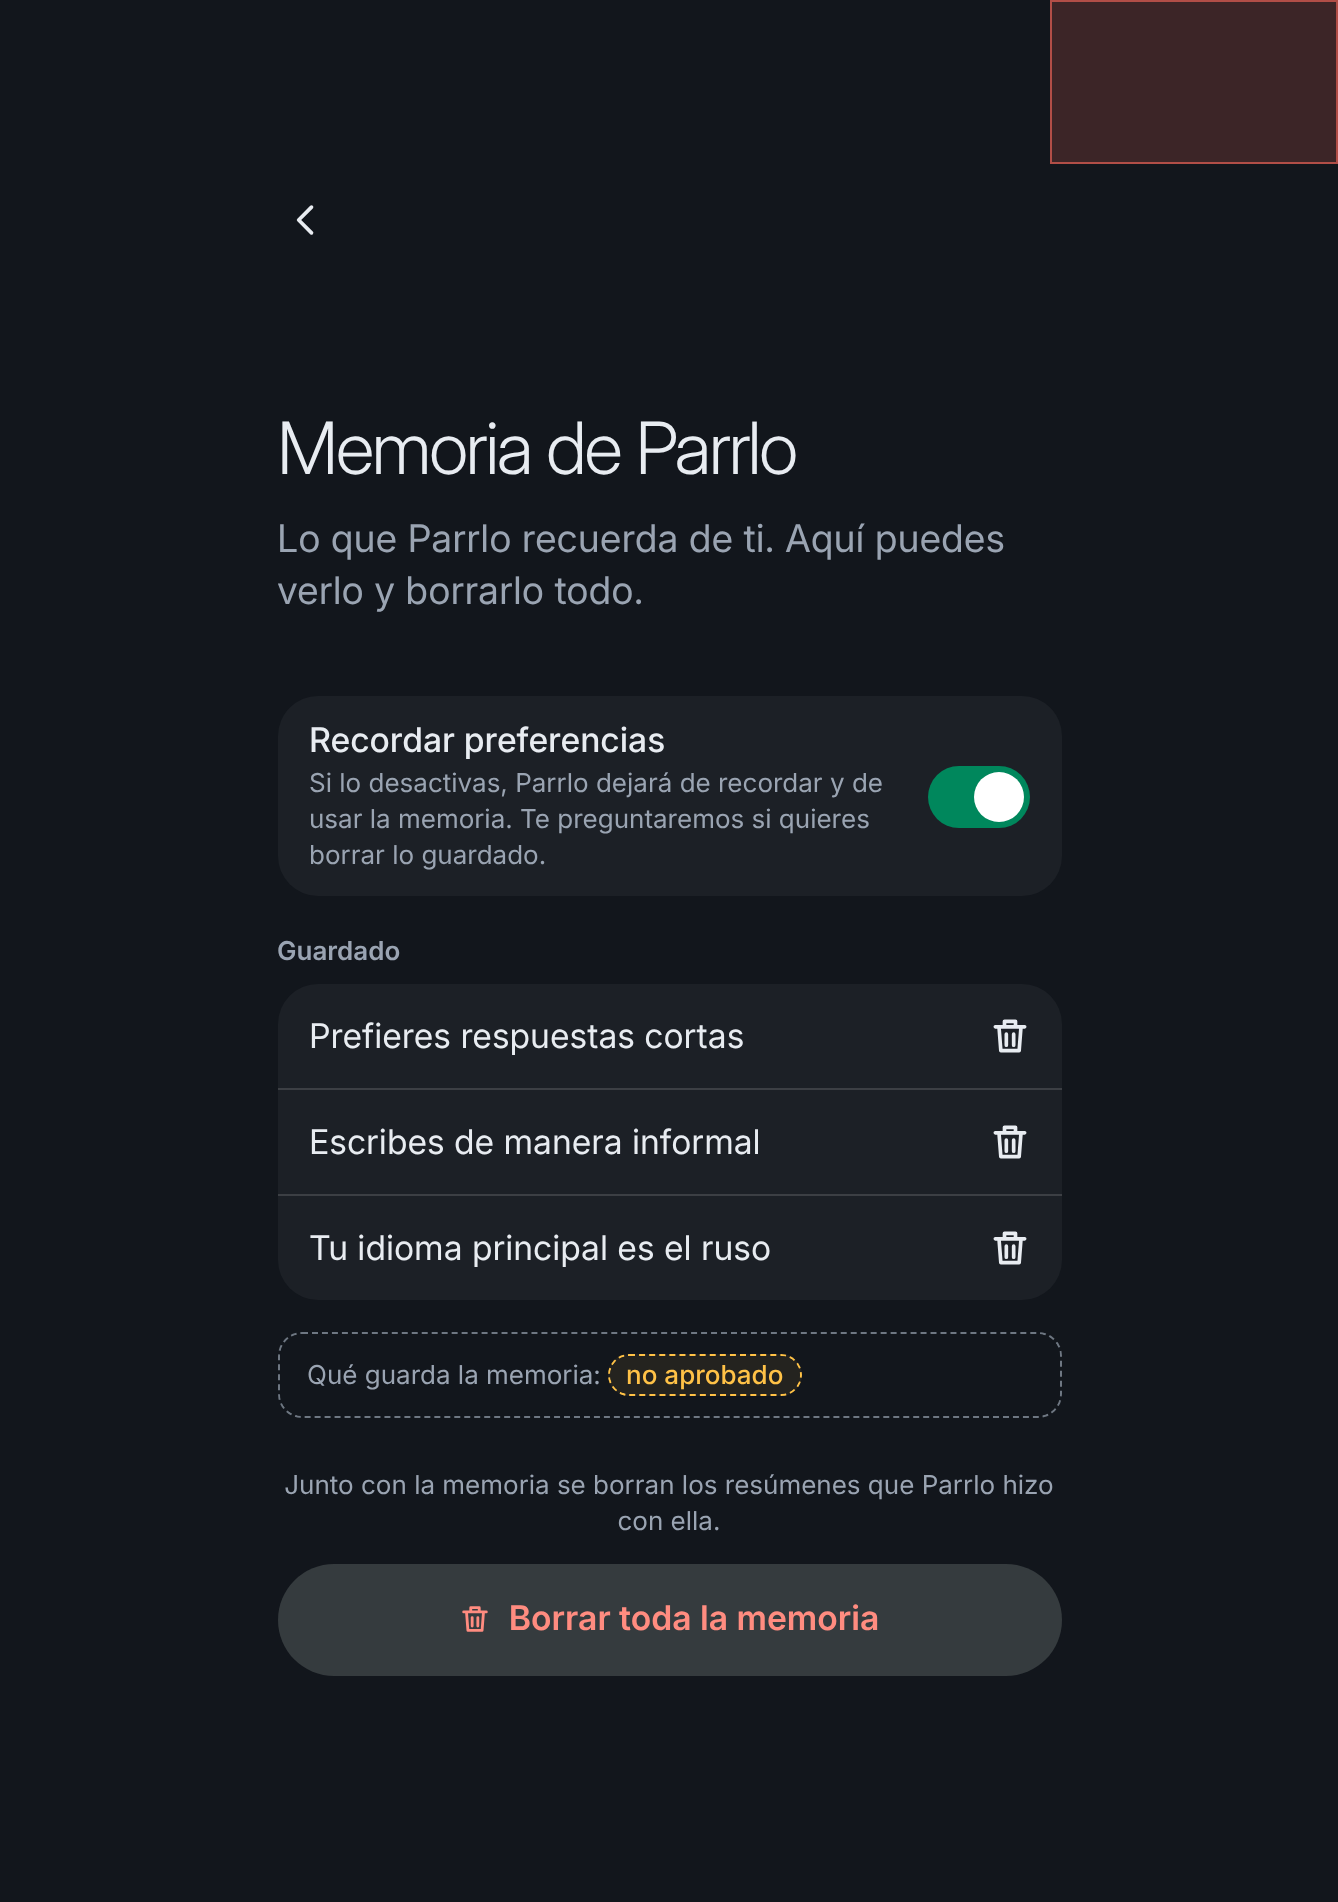 Memoria de Parrlo
Lo que Parrlo recuerda de ti. Aquí puedes
verlo y borrarlo todo.
Recordar preferencias
Si lo desactivas, Parrlo dejará de recordar y de
usar la memoria. Te preguntaremos si quieres
borrar lo guardado.
Guardado
Prefieres respuestas cortas
Escribes de manera informal
Tu idioma principal es el ruso
Qué guarda la memoria: no aprobado
Junto con la memoria se borran los resúmenes que Parrlo hizo
con ella.
Borrar toda la memoria